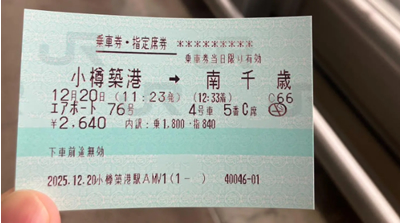 乗車券・指定席券 ＊＊＊＊＊＊＊＊＊
乗車券当日限り有効
小樽築港 → 南千歳
12月20日 (11:23発) (12:33着) C66
エアポート 76号 4号車 5番C席
￥2,640 内訳:乗1,800・指840
下車前途無効
2025.12.20小樽築港駅AMV1(1- ) 40046-01